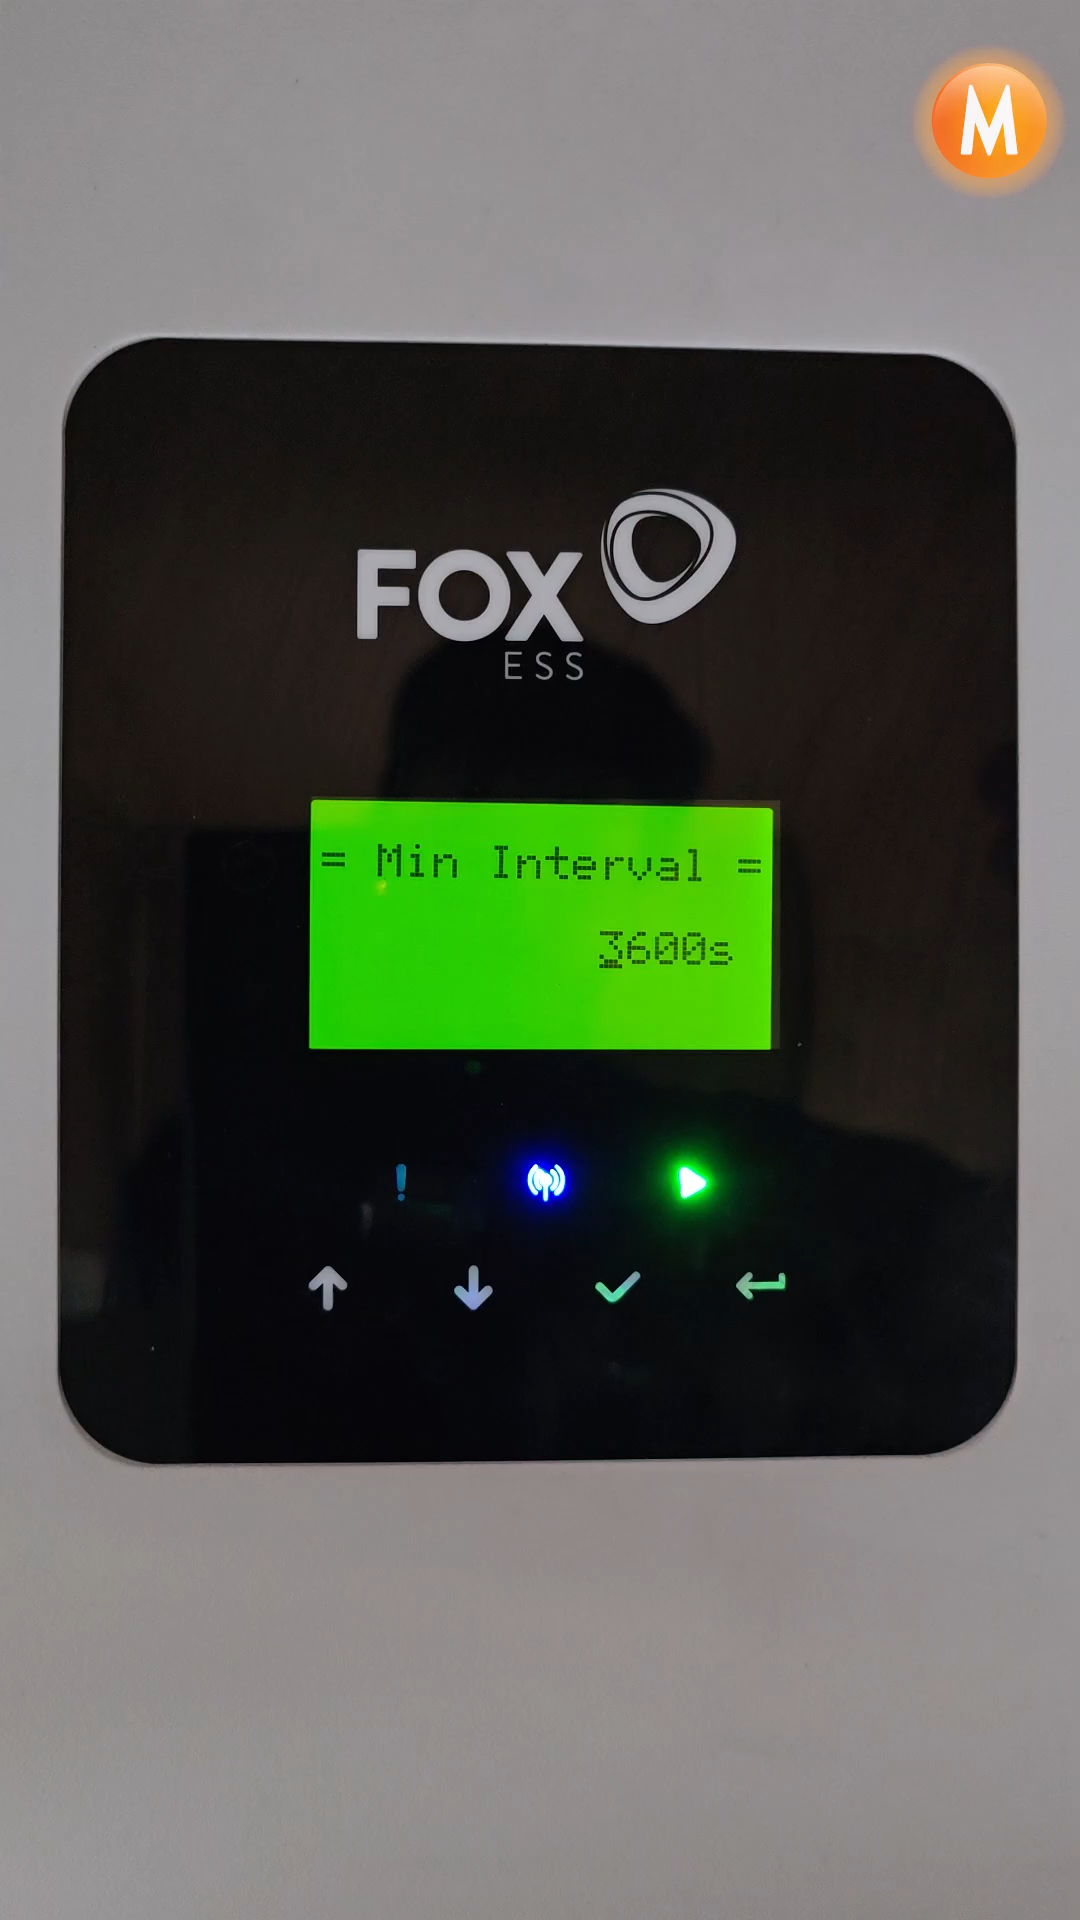 M
FOX
ESS
= Min Interval =
3600s